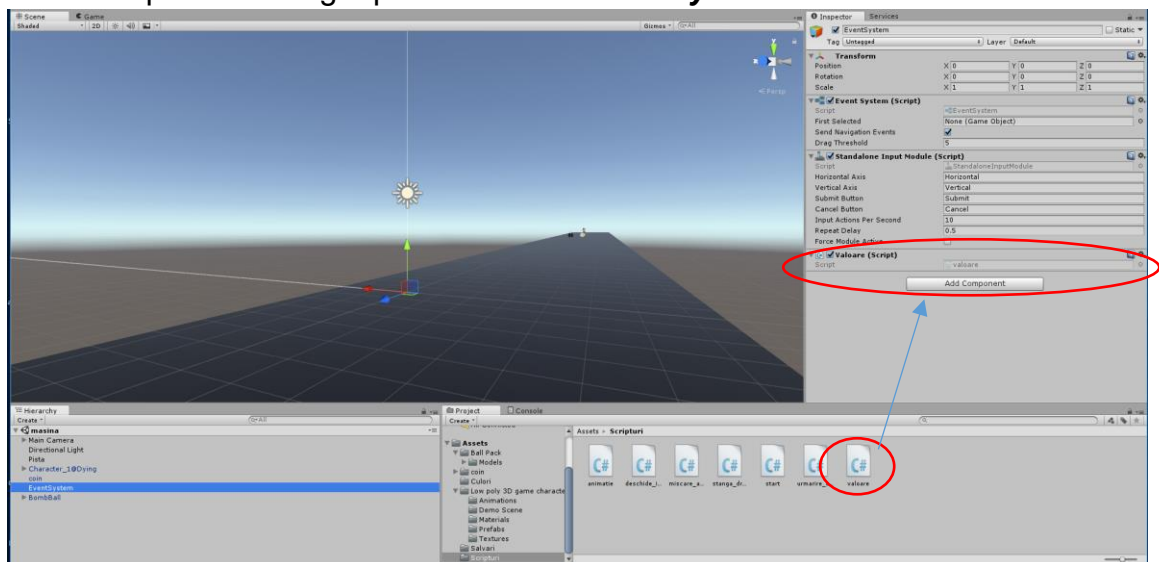 Scene Game
Shaded 2D Gizmos Q▾All
Persp
y
x
Inspector Services
EventSystem Static
Tag Untagged Layer Default
Transform
Position X 0 Y 0 Z 0
Rotation X 0 Y 0 Z 0
Scale X 1 Y 1 Z 1
Event System (Script)
Script EventSystem
First Selected None (Game Object)
Send Navigation Events
Drag Threshold 5
Standalone Input Module (Script)
Script StandaloneInputModule
Horizontal Axis Horizontal
Vertical Axis Vertical
Submit Button Submit
Cancel Button Cancel
Input Actions Per Second 10
Repeat Delay 0.5
Force Module Active
Valoare (Script)
Script valoare
Add Component
Hierarchy
Create Q▾All
masina
Main Camera
Directional Light
Pista
Character_1@Dying
coin
EventSystem
BombBall
Project Console
Create
Assets
Ball Pack
Models
coin
Culori
Low poly 3D game characte
Animations
Demo Scene
Materials
Prefabs
Textures
Salvari
Scripturi
Assets ▸ Scripturi
C# C# C# C# C# C# C#
animatie deschide_i... miscare_a... stanga_dr... start urmarire_ valoare